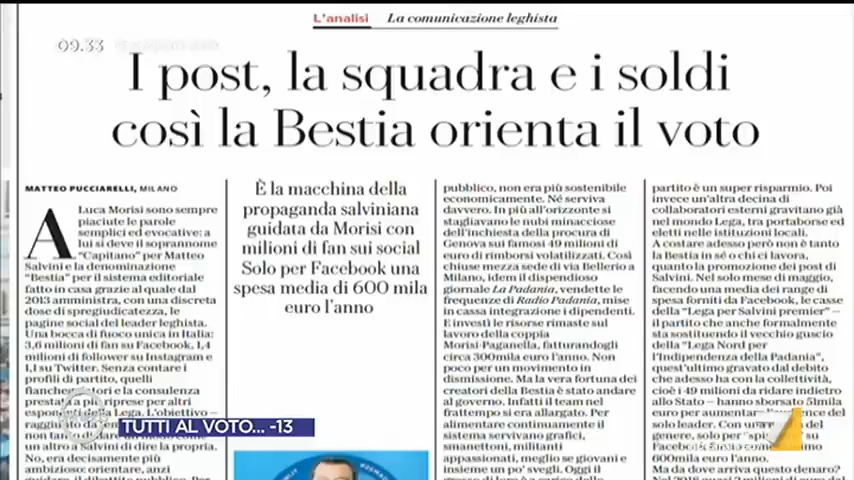 L'analisi La comunicazione leghista
09.33
I post, la squadra e i soldi
così la Bestia orienta il voto
MATTEO PUCCIARELLI, MILANO
A Luca Morisi sono sempre
piaciute le parole
semplici ed evocative: a
lui si deve il soprannome
"Capitano" per Matteo
Salvini e la denominazione
"Bestia" per il sistema editoriale
fatto in casa grazie al quale dal
2013 amministra, con una discreta
dose di spregiudicatezza, le
pagine social del leader leghista.
Una bocca di fuoco unica in Italia:
3,6 milioni di fan su Facebook, 1,4
milioni di follower su Instagram e
1,1 su Twitter. Senza contare i
profili di partito, quelli
e la consulenza
per altri
della Lega. L'obiettivo –
un altro a Salvini di dire la propria.
No, era decisamente più
ambizioso: orientare, anzi
È la macchina della
propaganda salviniana
guidata da Morisi con
milioni di fan sui social
Solo per Facebook una
spesa media di 600 mila
euro l'anno
pubblico, non era più sostenibile
economicamente. Né serviva
davvero. In più all'orizzonte si
stagliavano le nubi minacciose
dell'inchiesta della procura di
Genova sui famosi 49 milioni di
euro di rimborsi volatilizzati. Così
chiuse mezza sede di via Bellerio a
Milano, idem il dispendioso
giornale La Padania, vendette le
frequenze di Radio Padania, mise
in cassa integrazione i dipendenti.
E investì le risorse rimaste sul
lavoro della coppia
Morisi-Paganella, fatturandogli
circa 300mila euro l'anno. Non
poco per un movimento in
dismissione. Ma la vera fortuna dei
creatori della Bestia è stato andare
al governo. Infatti il team nel
frattempo si era allargato. Per
alimentare continuamente il
sistema servivano grafici,
smanettoni, militanti
appassionati, meglio se giovani e
insieme un po' svegli. Oggi il
partito è un super risparmio. Poi
invece un'altra decina di
collaboratori esterni gravitano già
nel mondo Lega, tra portaborse ed
eletti nelle istituzioni locali.
A costare adesso però non è tanto
la Bestia in sé o chi ci lavora,
quanto la promozione dei post di
Salvini. Nel solo mese di maggio,
facendo una media dei range di
spesa forniti da Facebook, le casse
della "Lega per Salvini premier" –
il partito che anche formalmente
sta sostituendo il vecchio guscio
della "Lega Nord per
l'Indipendenza della Padania",
quest'ultimo gravato dal debito
che adesso ha con la collettività,
cioè i 49 milioni da ridare indietro
allo Stato – hanno sborsato 51mila
euro per aumentare
del solo leader. Con una
genere, solo per su
600mila euro l'anno.
Ma da dove arriva questo denaro?
TUTTI AL VOTO... -13